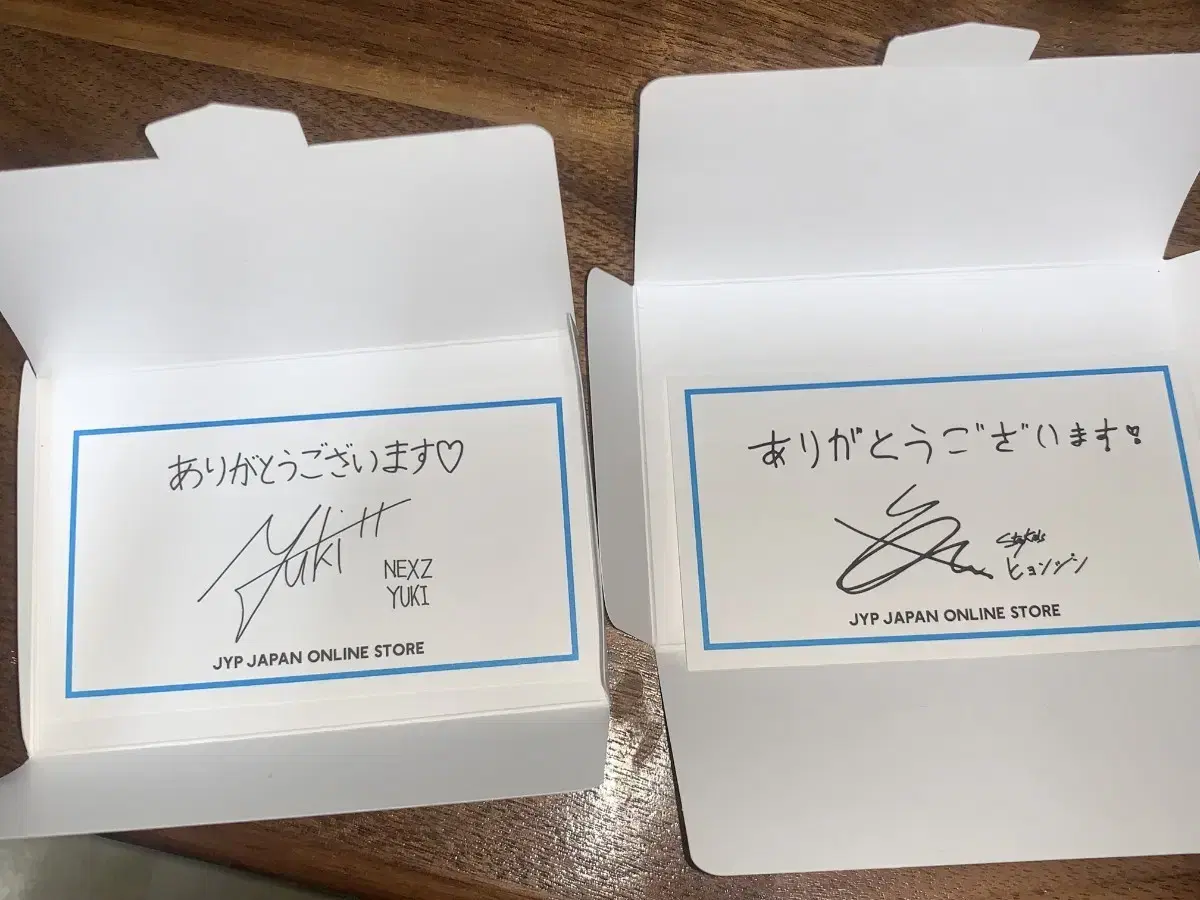 ありがとうございます♡
Yuki
NEXZ
YUKI
JYP JAPAN ONLINE STORE
ありがとうございます
StrayKids
ヒョンジン
JYP JAPAN ONLINE STORE